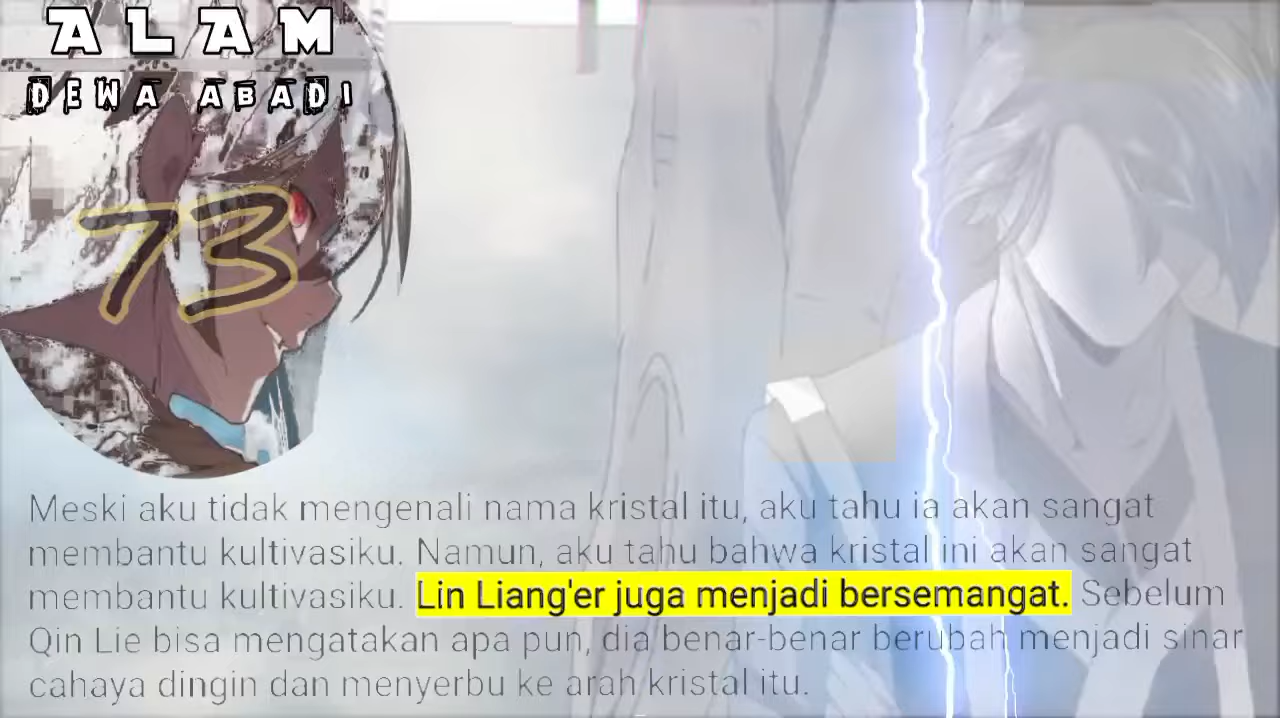 ALAM
DEWA ABADI
73
Meski aku tidak mengenali nama kristal itu, aku tahu ia akan sangat
membantu kultivasiku. Namun, aku tahu bahwa kristal ini akan sangat
membantu kultivasiku. Lin Liang'er juga menjadi bersemangat. Sebelum
Qin Lie bisa mengatakan apa pun, dia benar-benar berubah menjadi sinar
cahaya dingin dan menyerbu ke arah kristal itu.